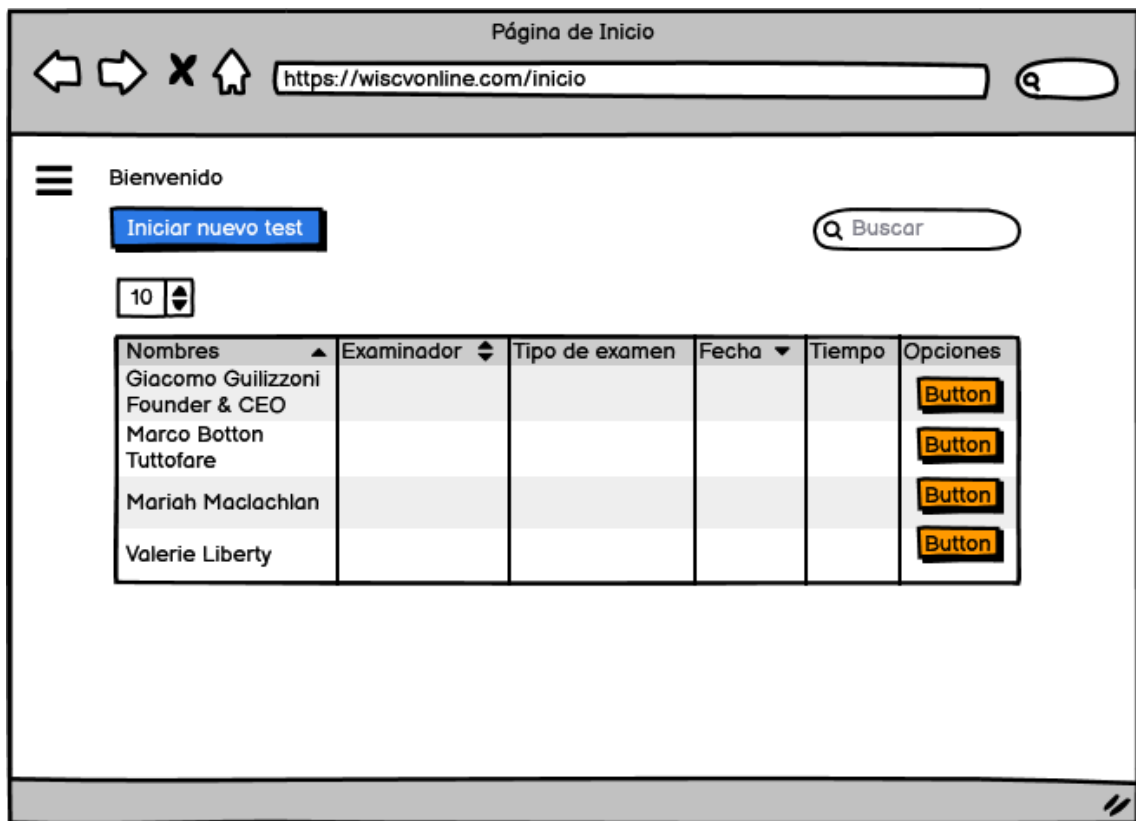 Página de Inicio
https://wiscvonline.com/inicio
Bienvenido
Iniciar nuevo test
Buscar
10
Nombres Examinador Tipo de examen Fecha Tiempo Opciones
Giacomo Guilizzoni
Founder & CEO
Button
Marco Botton
Tuttofare
Button
Mariah Maclachlan
Button
Valerie Liberty
Button